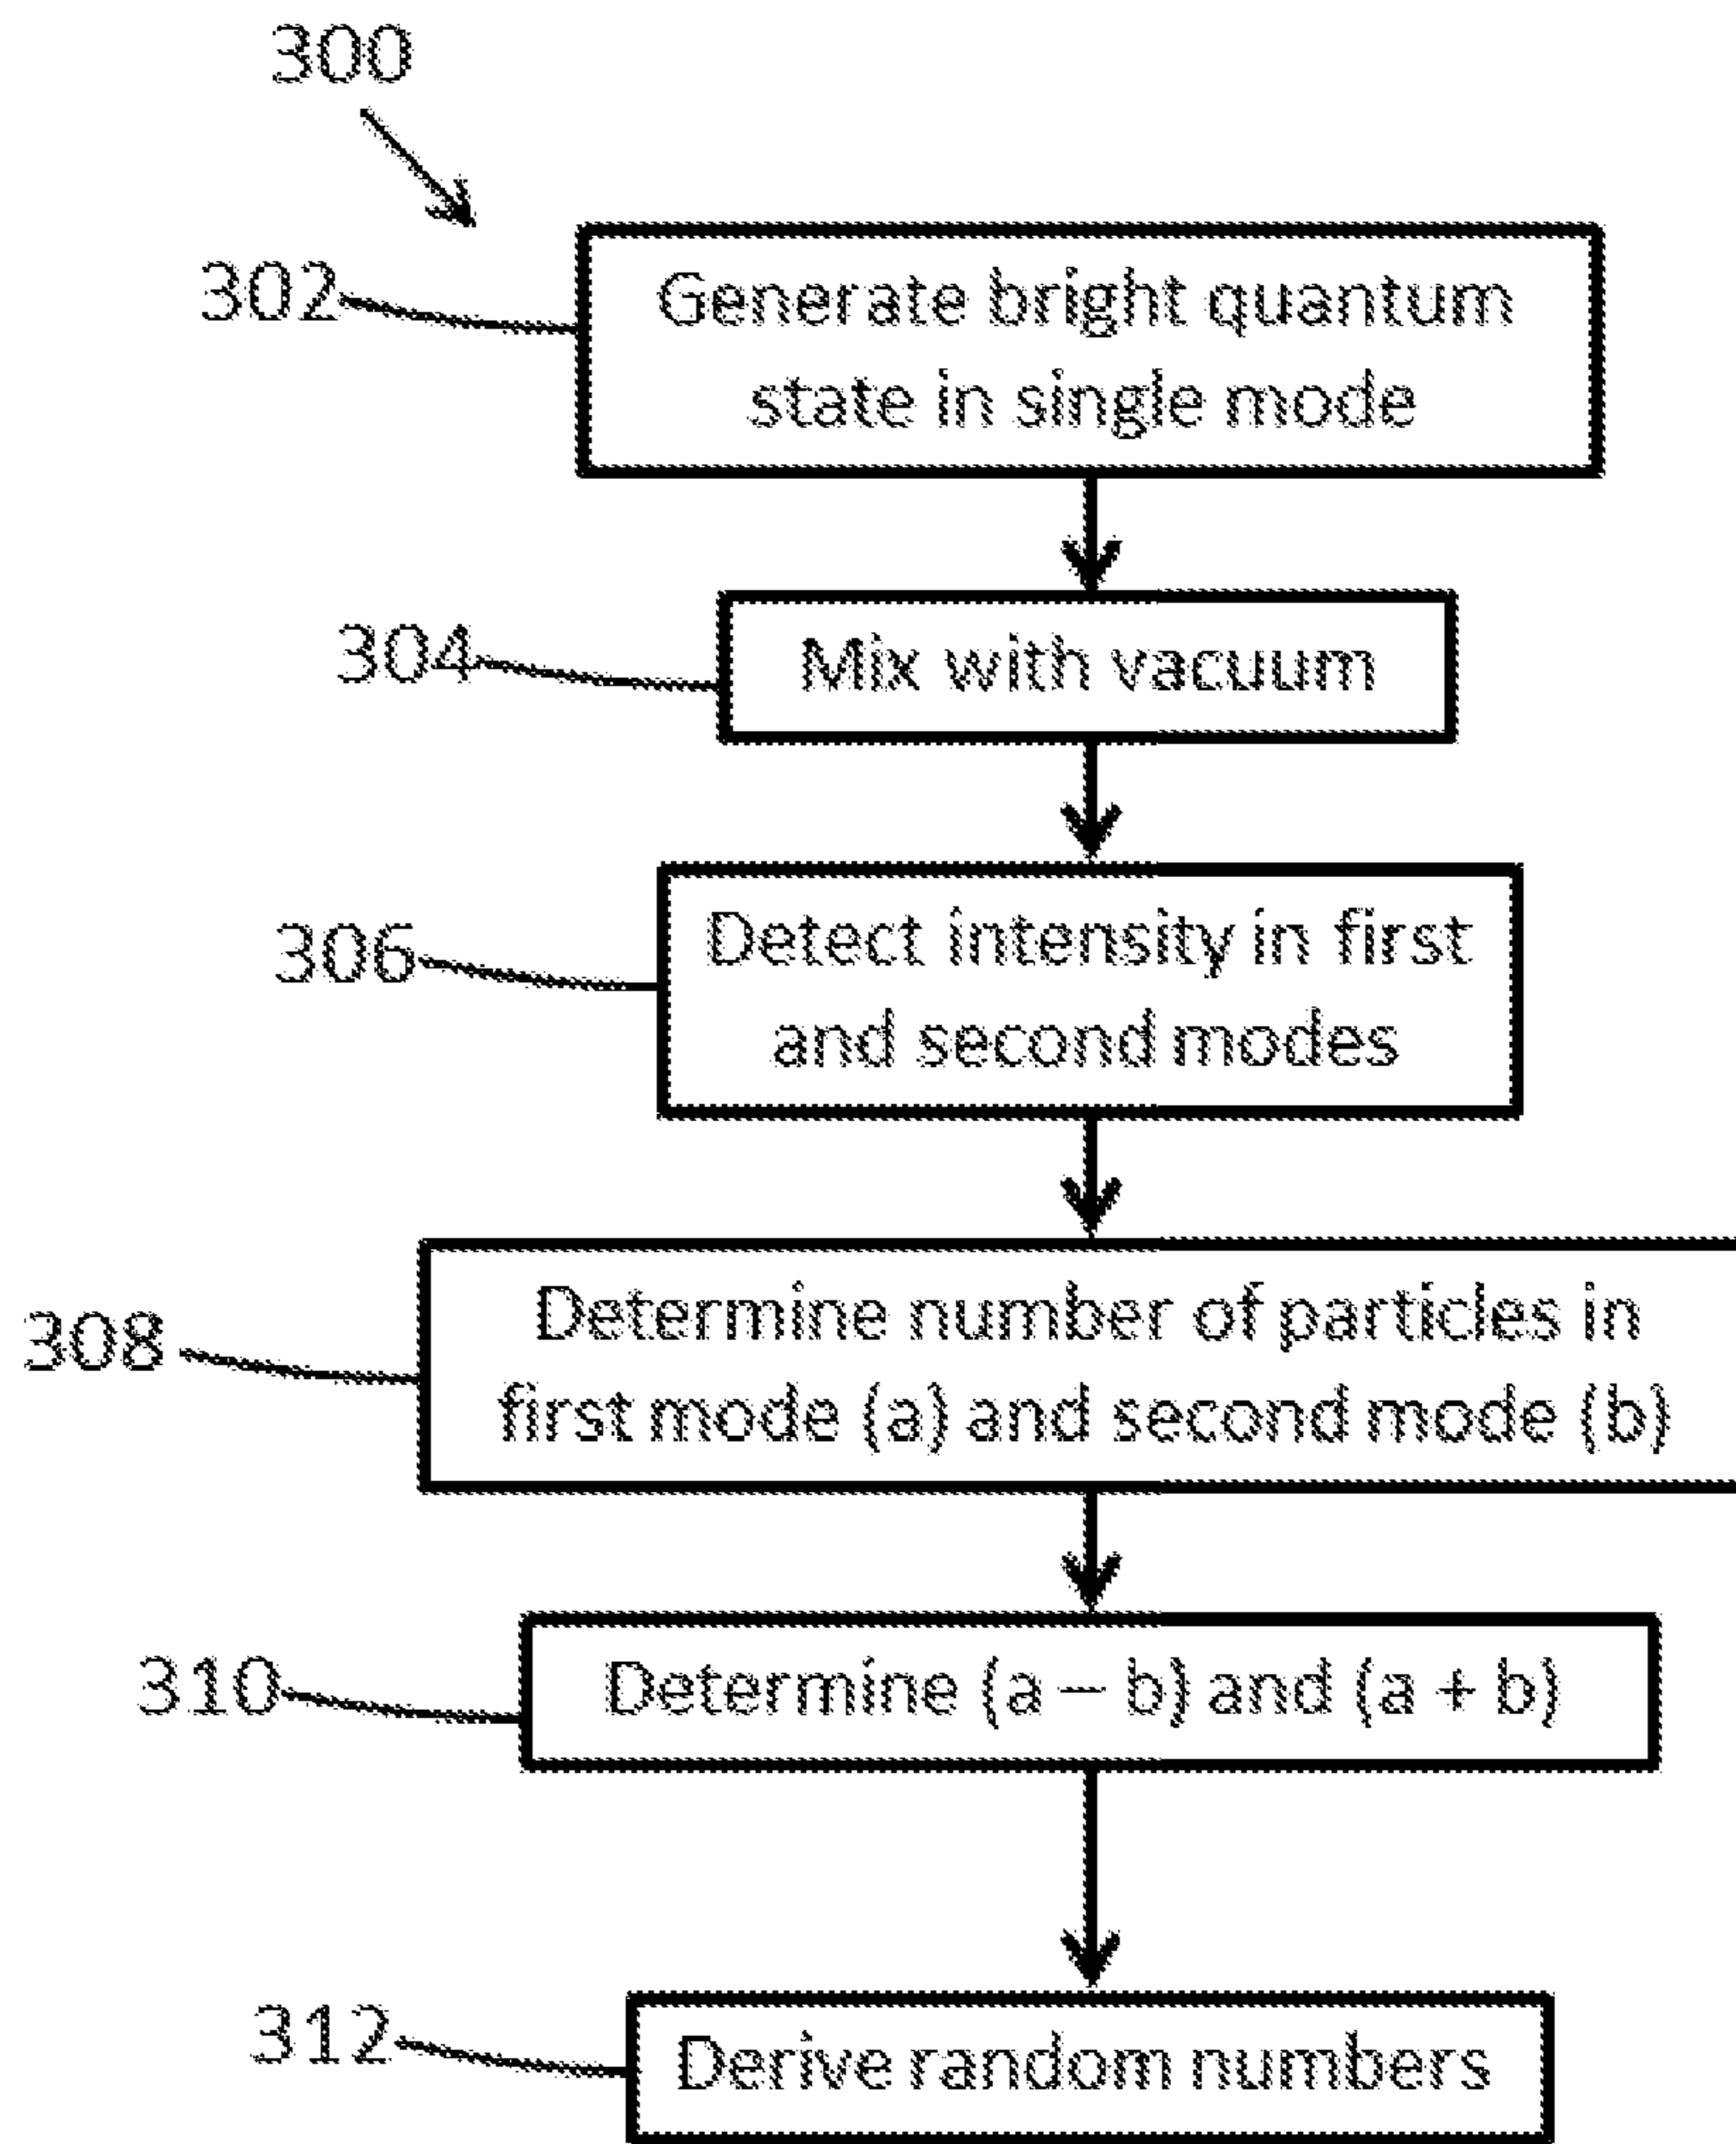 300
302
Generate bright quantum
state in single mode
304
Mix with vacuum
306
Detect intensity in first
and second modes
308
Determine number of particles in
first mode (a) and second mode (b)
310
Determine (a – b) and (a + b)
312
Derive random numbers